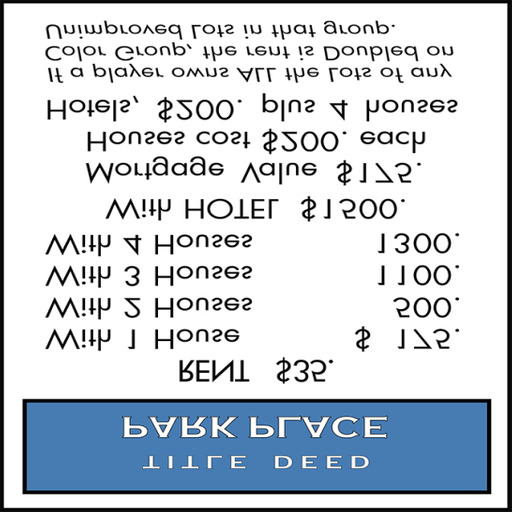 TITLE DEED
PARK PLACE
RENT $35.
With 1 House $ 175.
With 2 Houses 500.
With 3 Houses 1100.
With 4 Houses 1300.
With HOTEL $1500.
Mortgage Value $175.
Houses cost $200. each
Hotels, $200. plus 4 houses
If a player owns ALL the Lots of any
Color Group, the rent is Doubled on
Unimproved Lots in that group.